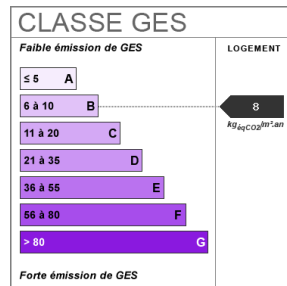 CLASSE GES
Faible émission de GES
LOGEMENT
≤ 5 A
6 à 10 B
8
kgéqCO2/m².an
11 à 20 C
21 à 35 D
36 à 55 E
56 à 80 F
> 80 G
Forte émission de GES